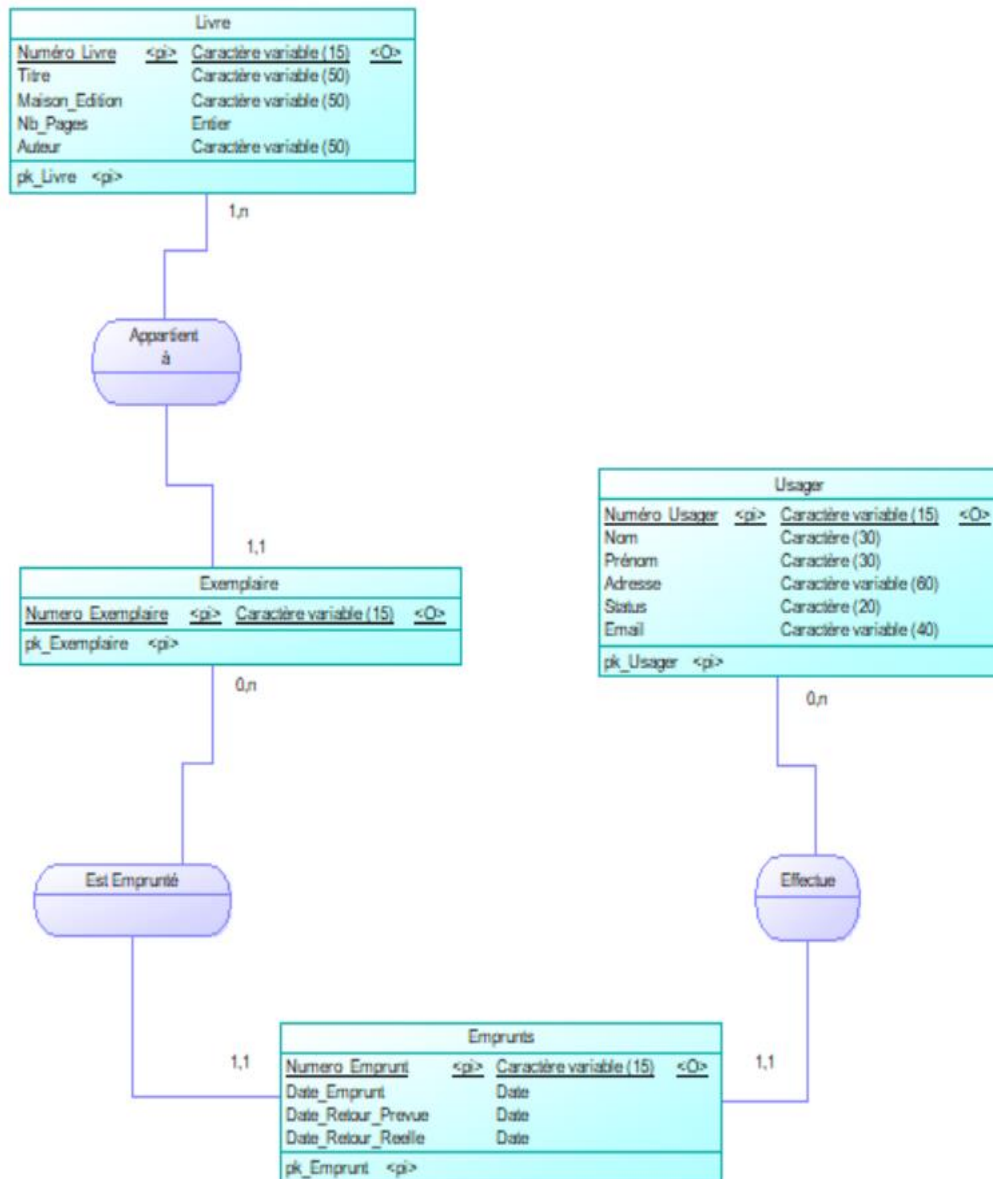 Livre
Numéro_Livre <pi> Caractère variable (15) <O>
Titre Caractère variable (50)
Maison_Edition Caractère variable (50)
Nb_Pages Entier
Auteur Caractère variable (50)
pk_Livre <pi>
1,n
Appartient
à
1,1
Exemplaire
Numero_Exemplaire <pi> Caractère variable (15) <O>
pk_Exemplaire <pi>
0,n
Usager
Numéro_Usager <pi> Caractère variable (15) <O>
Nom Caractère (30)
Prénom Caractère (30)
Adresse Caractère variable (60)
Status Caractère (20)
Email Caractère variable (40)
pk_Usager <pi>
0,n
Est Emprunté
Effectue
1,1
Emprunts
Numero_Emprunt <pi> Caractère variable (15) <O>
Date_Emprunt Date
Date_Retour_Prevue Date
Date_Retour_Reelle Date
pk_Emprunt <pi>
1,1